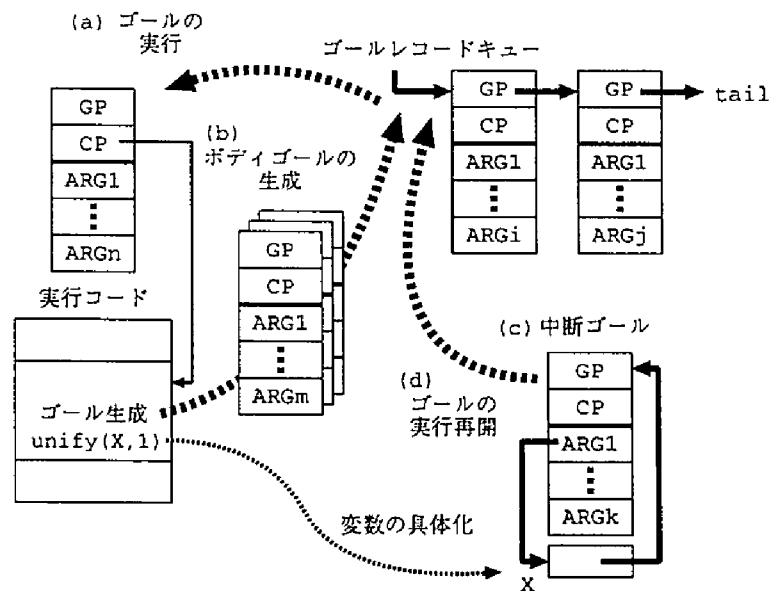 (a) ゴールの
実行
ゴールレコードキュー
GP
CP
ARG1
ARGn
GP
CP
ARG1
ARGi
GP
CP
ARG1
ARGj
tail
(b)
ボディゴールの
生成
GP
CP
ARG1
ARGm
実行コード
ゴール生成
unify(X,1)
(c) 中断ゴール
GP
CP
ARG1
ARGk
(d)
ゴールの
実行再開
変数の具体化
X